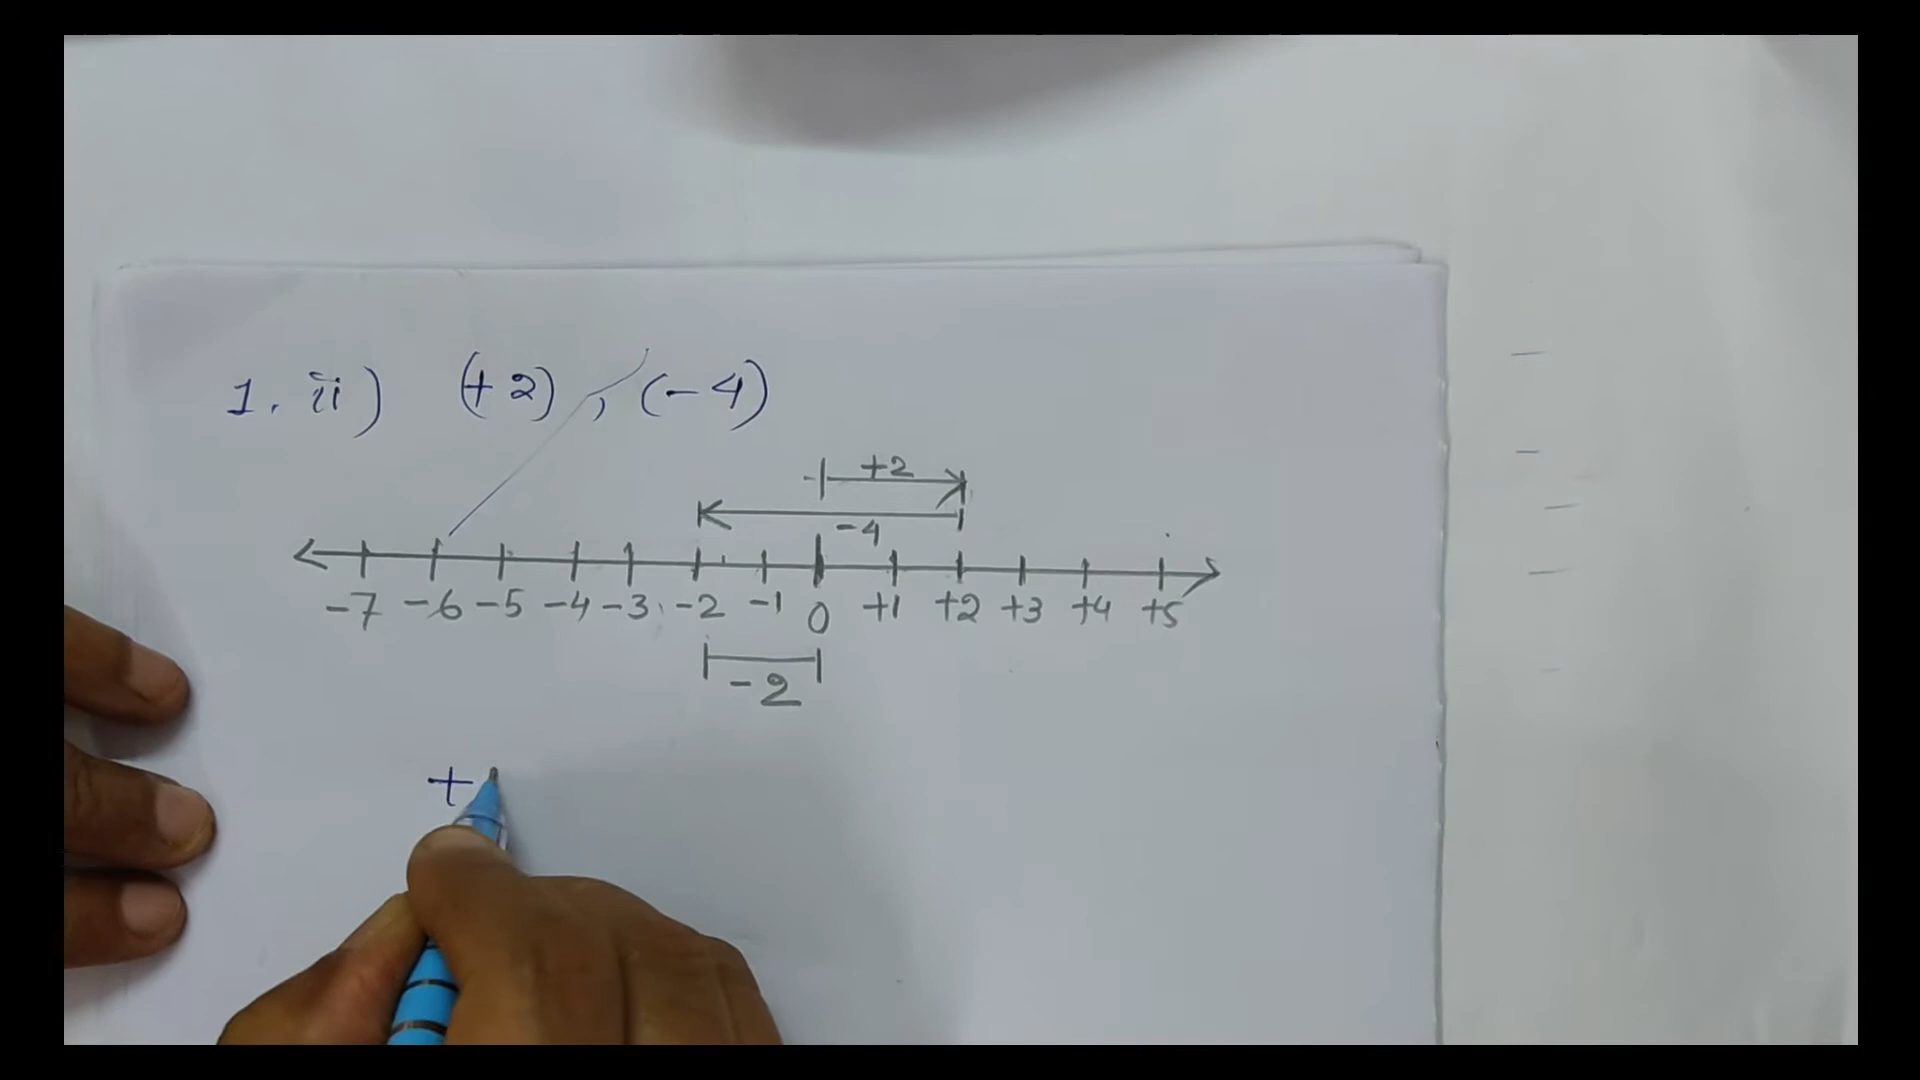 1. ii) (+2), (-4)
+2
-4
-7 -6 -5 -4 -3 -2 -1 0 +1 +2 +3 +4 +5
-2
+